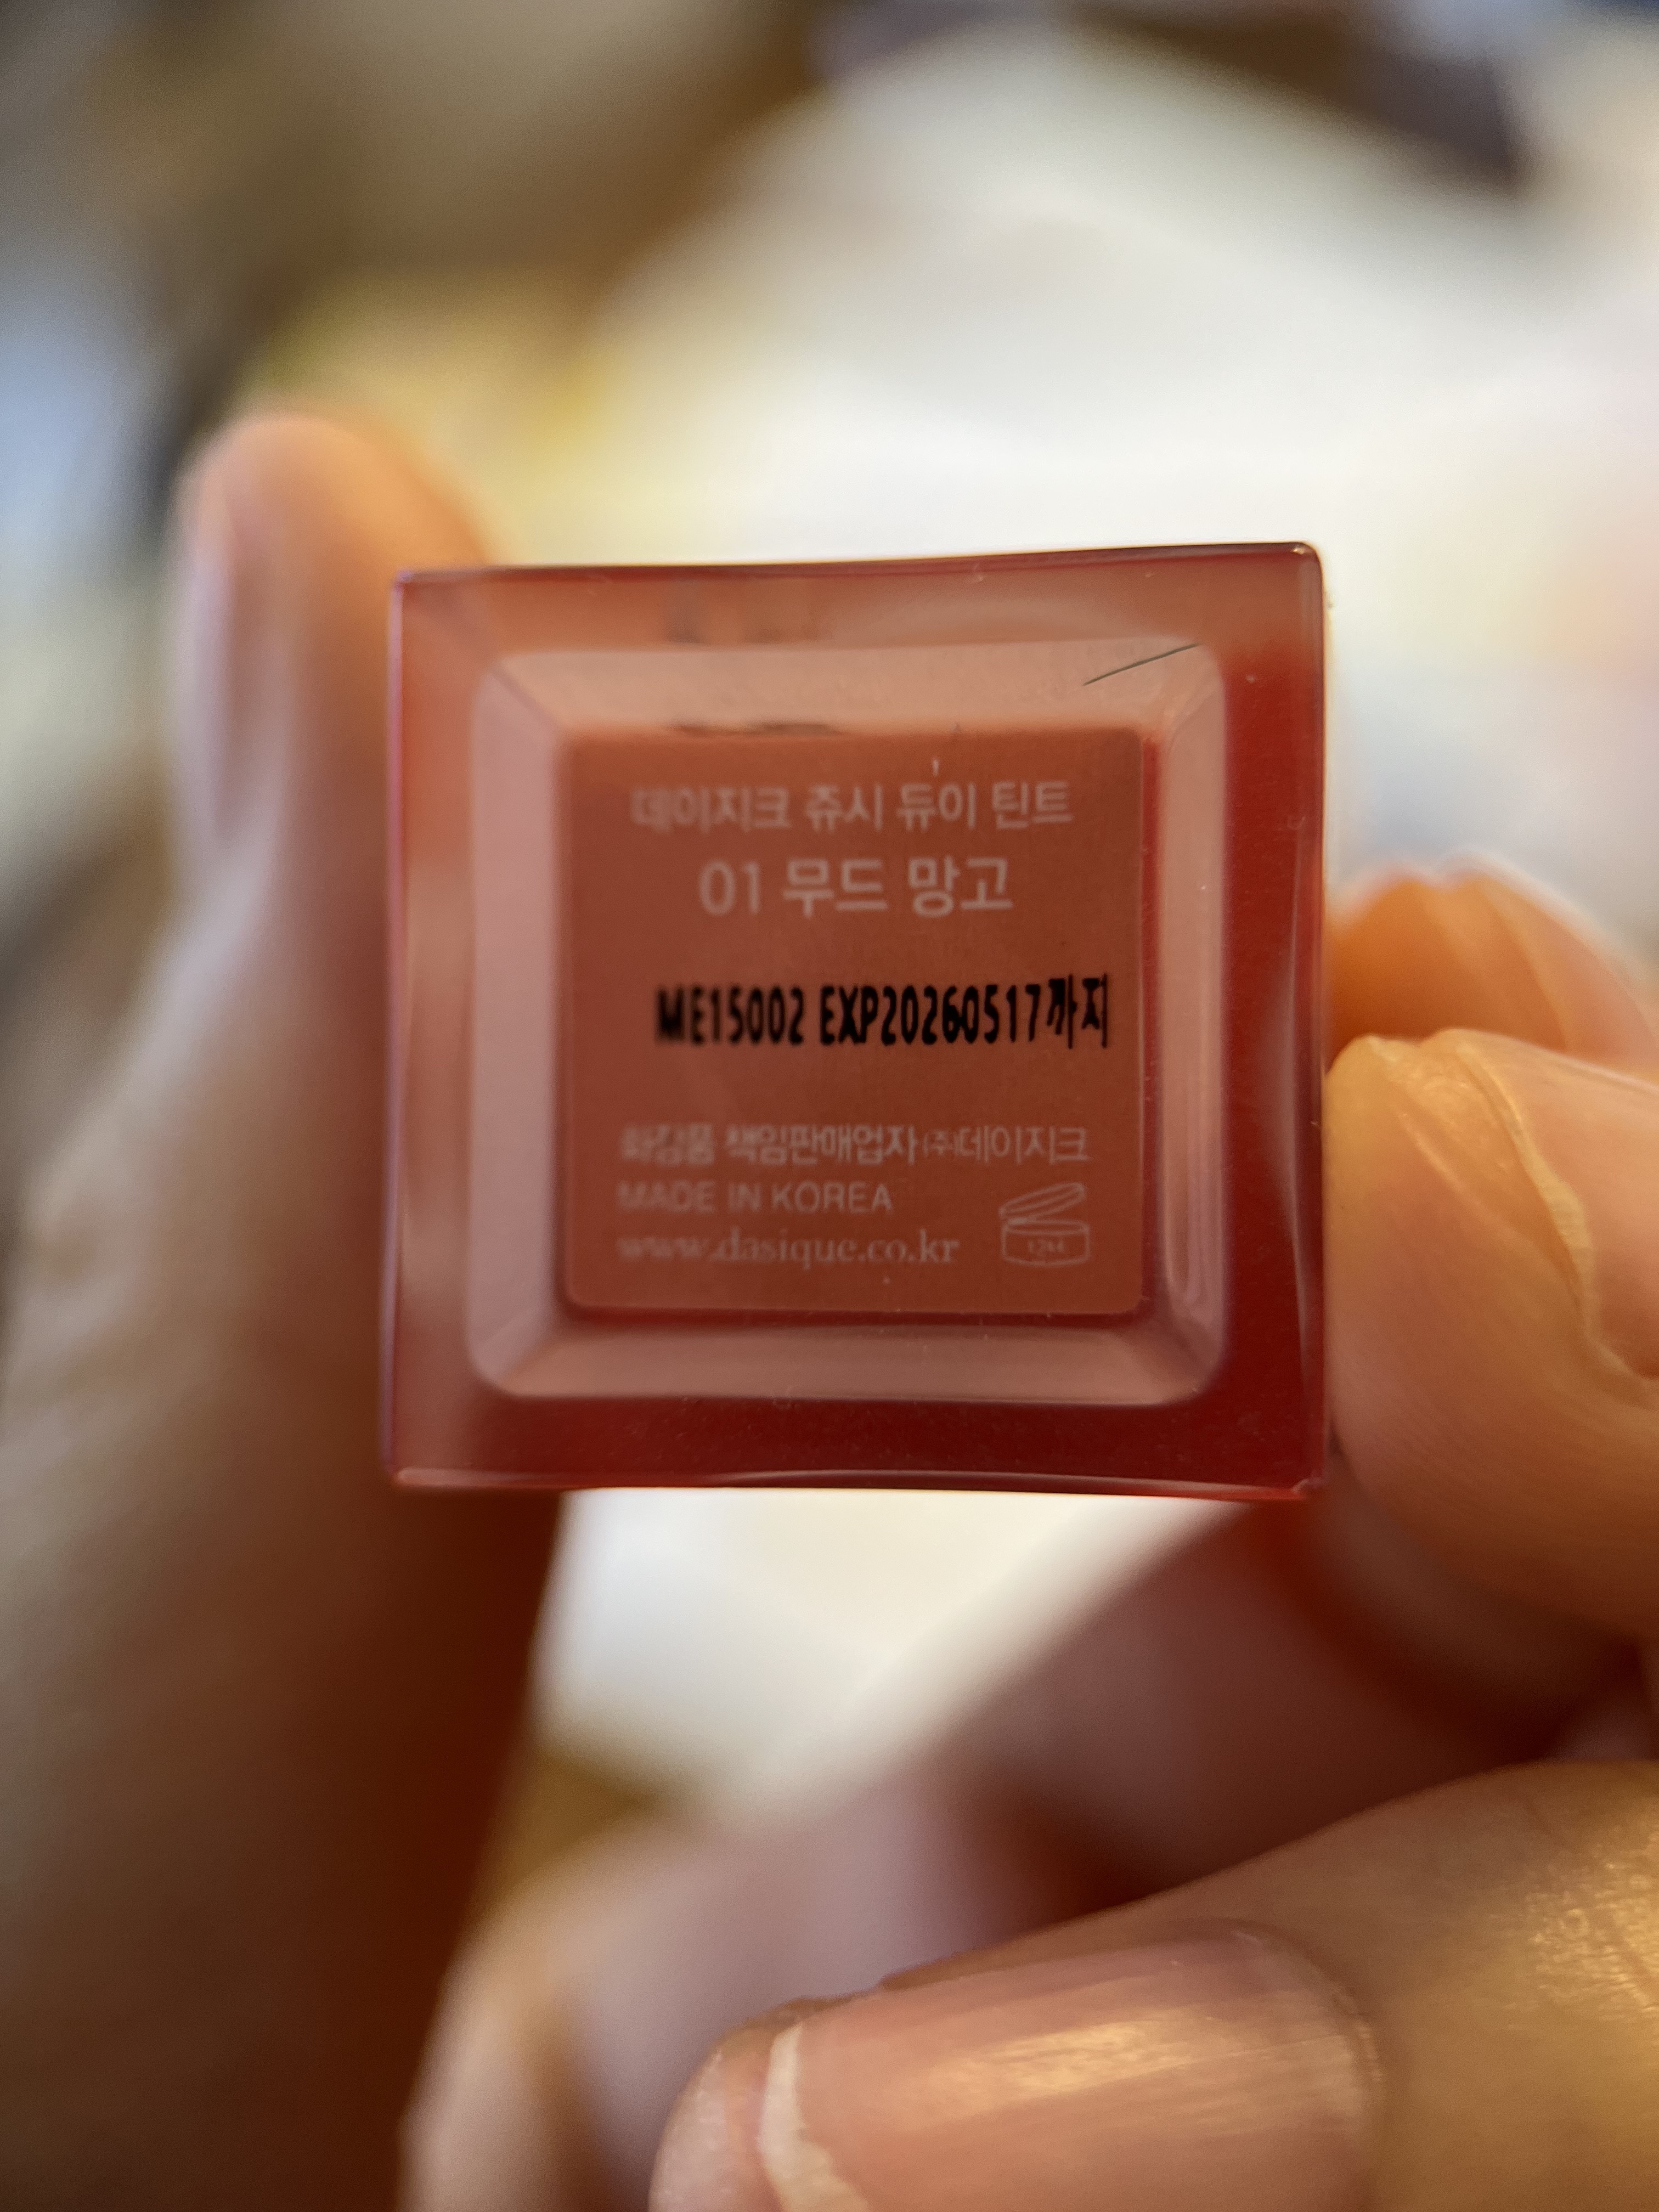 데이지크 쥬시 듀이 틴트
01 무드 망고
ME15002 EXP20260517까지
화장품 책임판매업자 ㈜데이지크
MADE IN KOREA
www.dasique.co.kr
12M